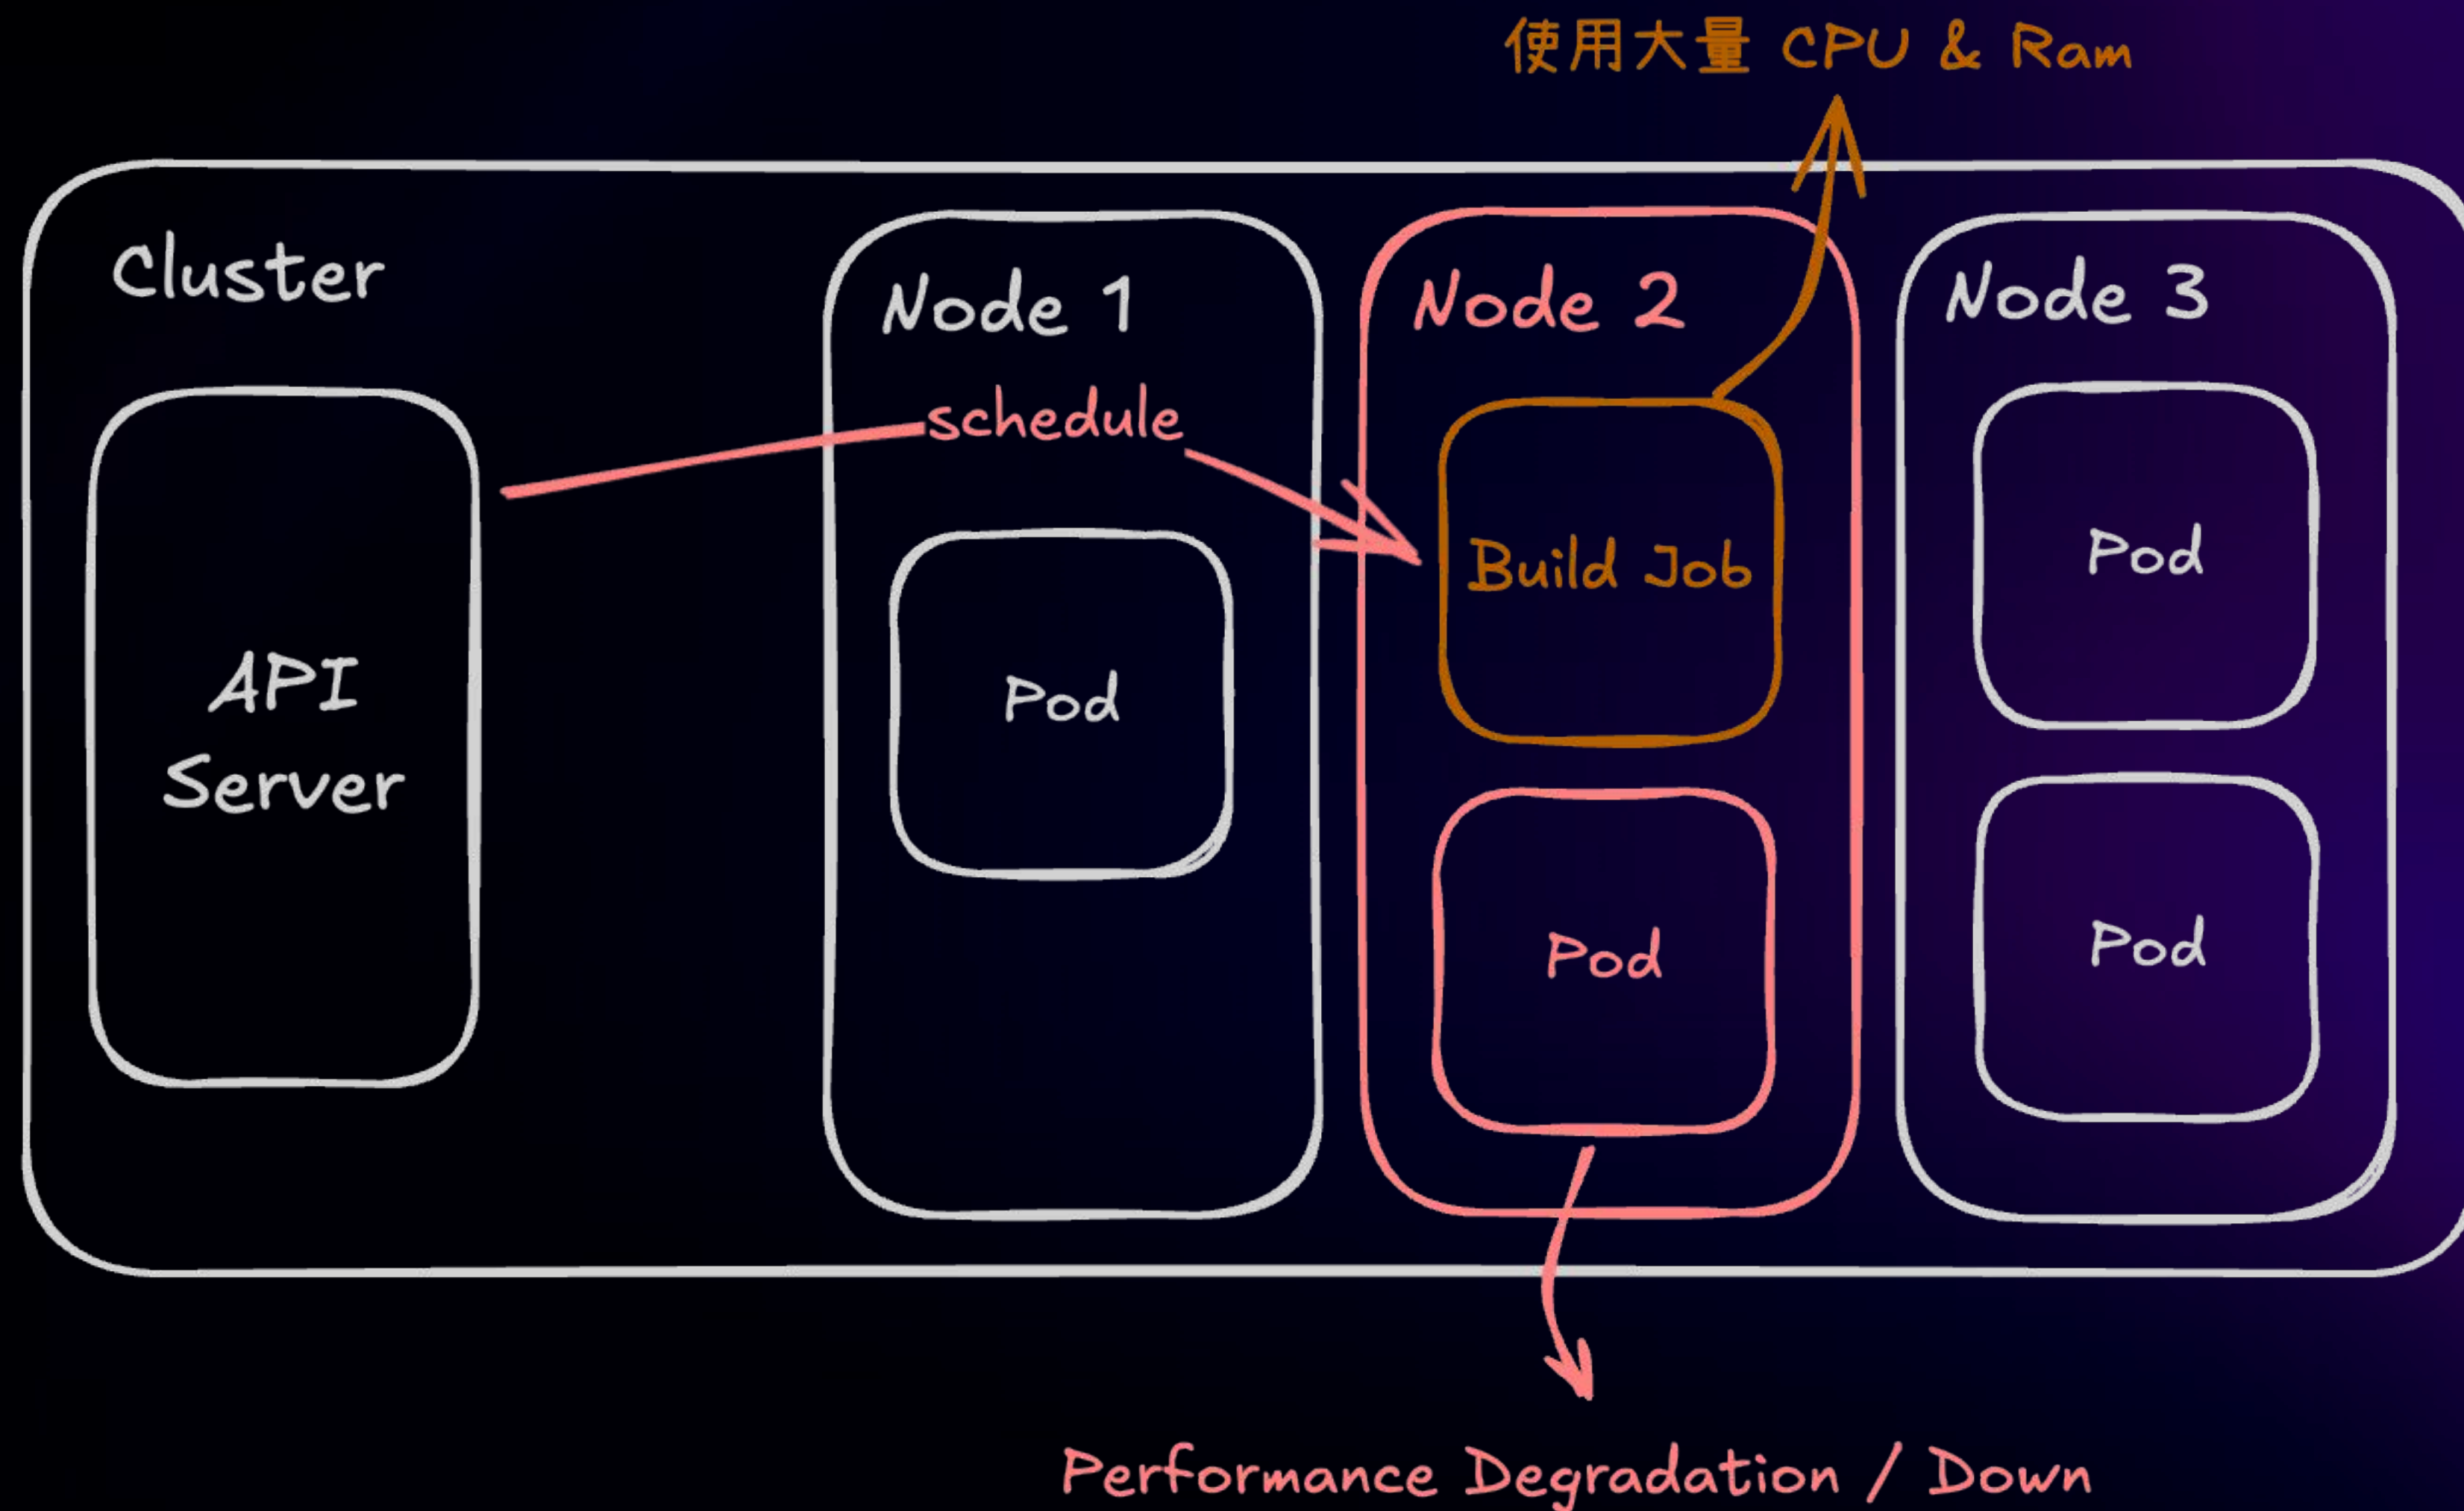 使用大量 CPU & Ram
Cluster
Node 1
Node 2
Node 3
schedule
Build Job
Pod
API
Server
Pod
Pod
Pod
Performance Degradation / Down